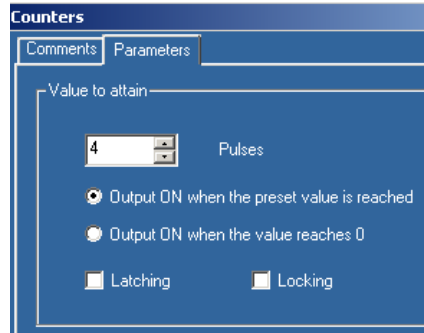 Counters
Comments Parameters
Value to attain
4 Pulses
Output ON when the preset value is reached
Output ON when the value reaches 0
Latching Locking